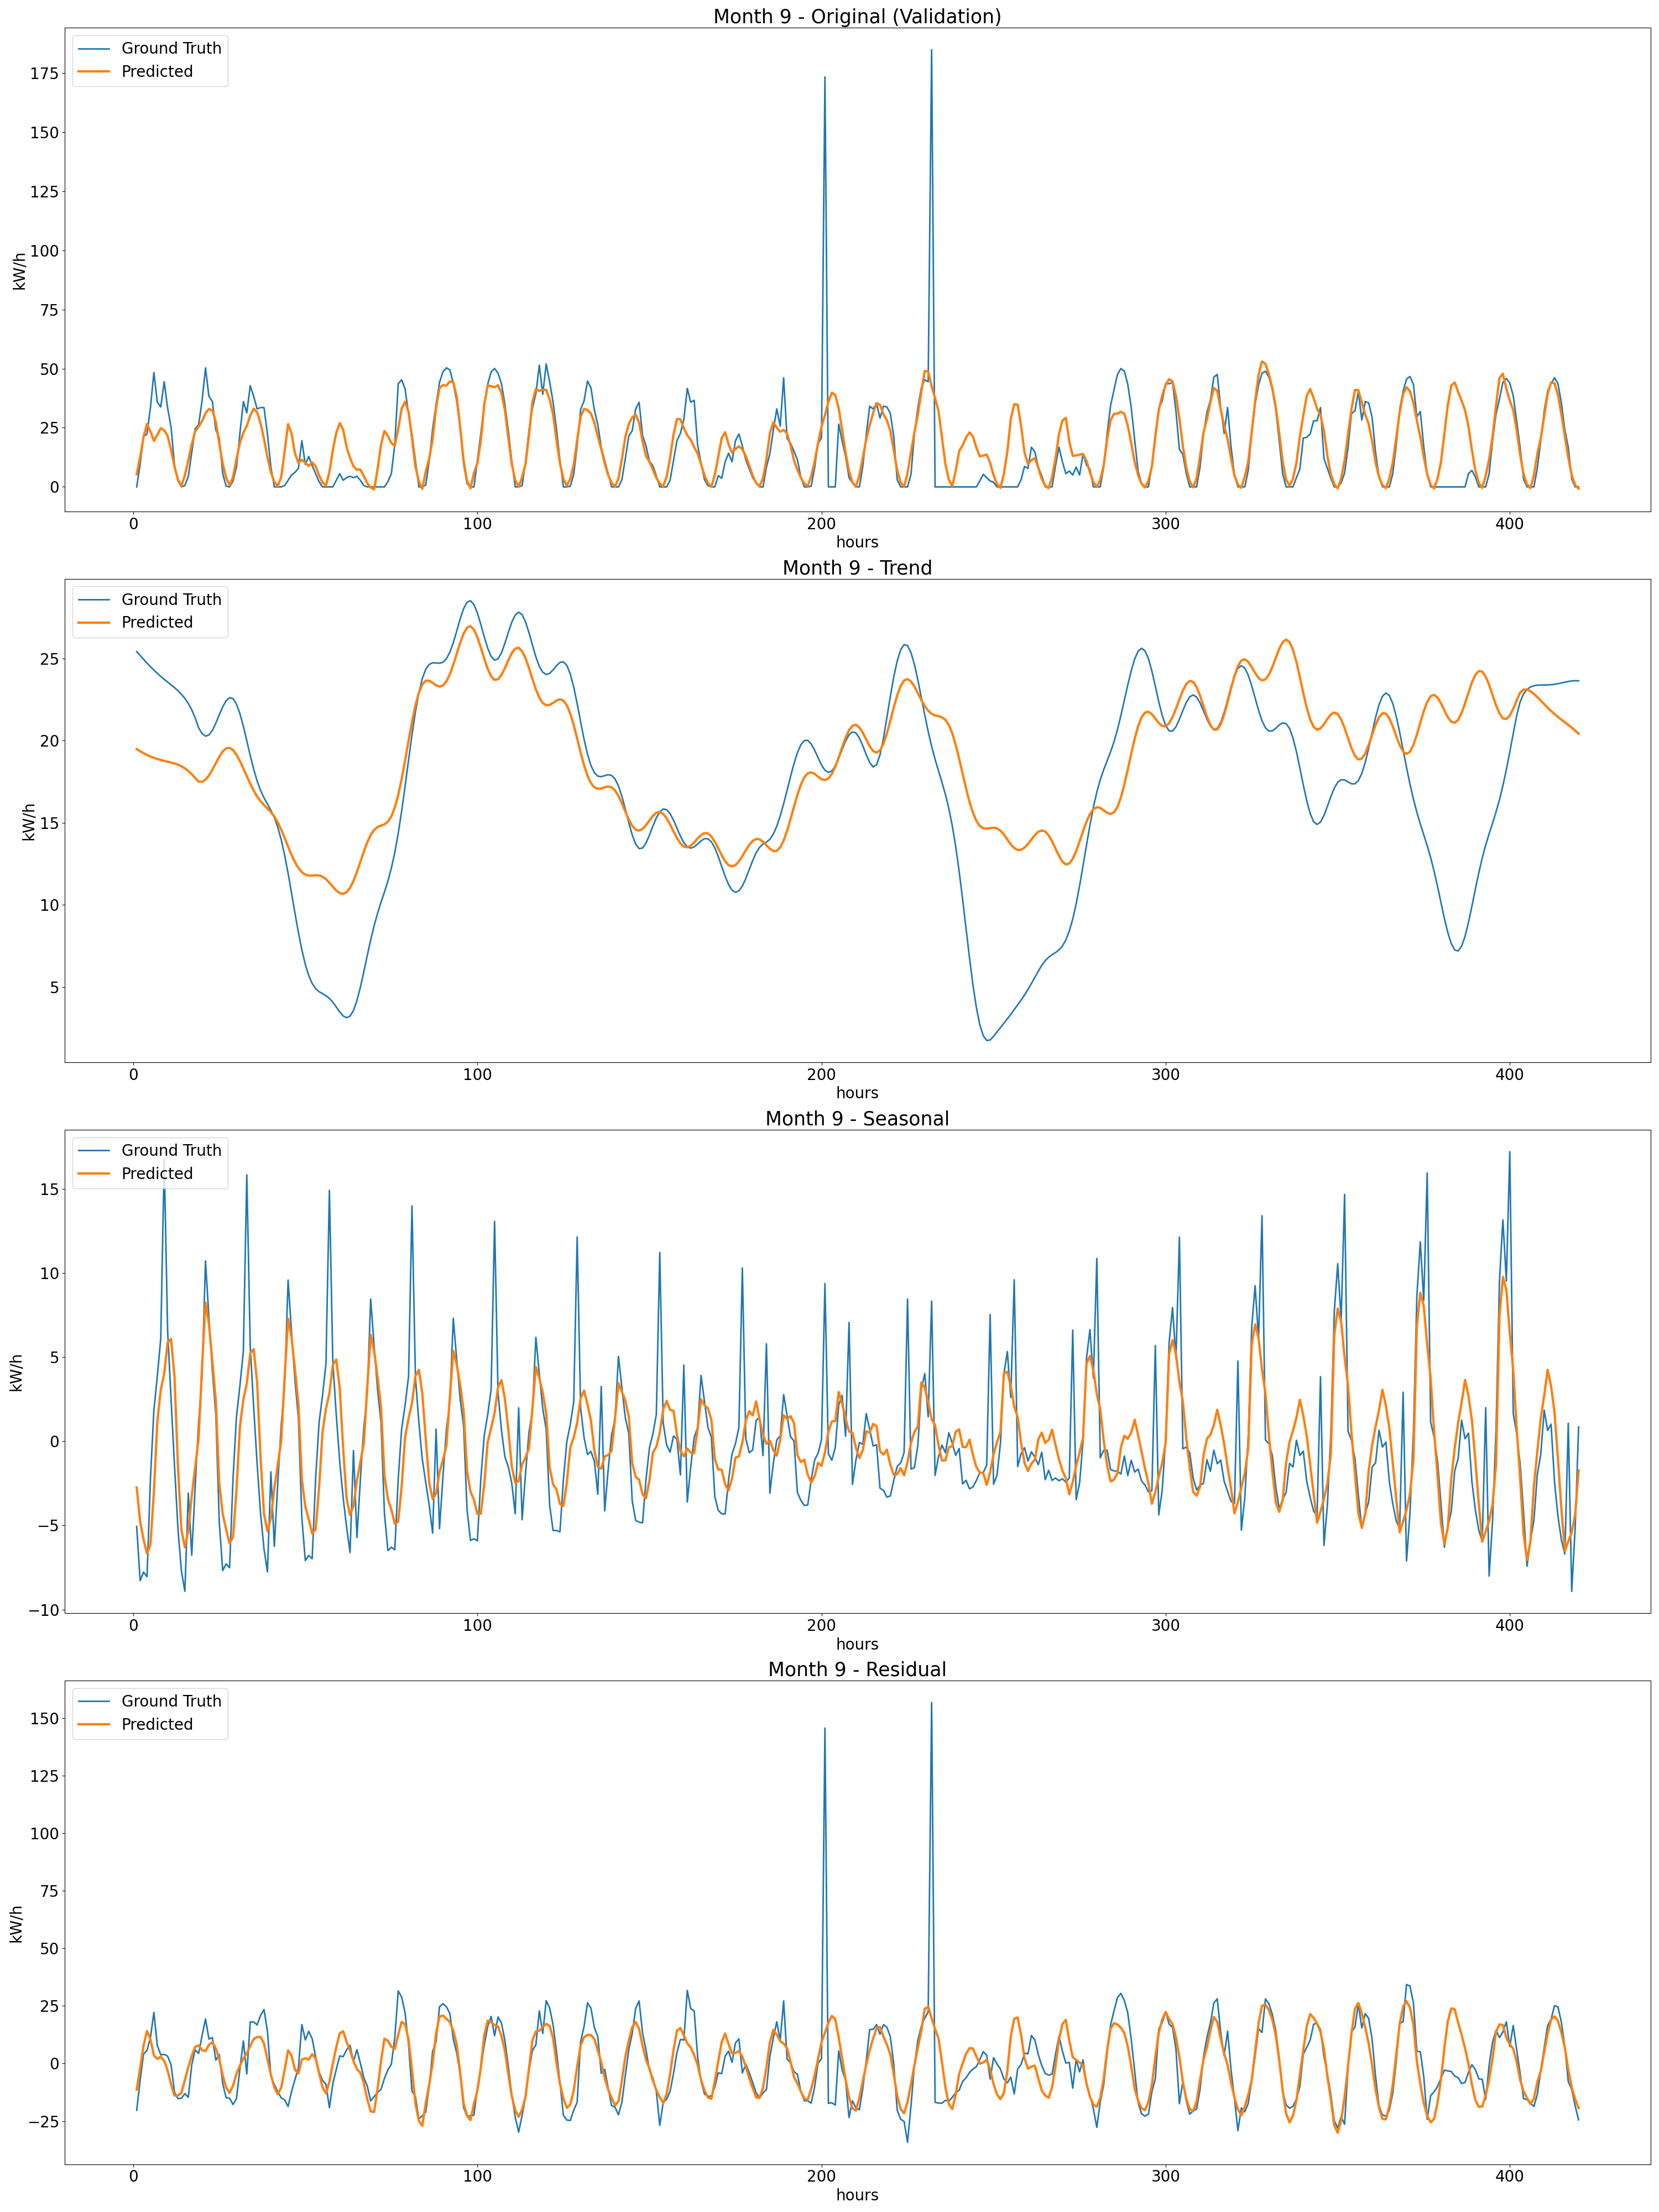 Month 9 - Original (Validation)
Ground Truth
Predicted
175
150
125
100
75
50
25
0
kW/h
0 100 200 300 400
hours
Month 9 - Trend
Ground Truth
Predicted
25
20
15
10
5
kW/h
0 100 200 300 400
hours
Month 9 - Seasonal
Ground Truth
Predicted
15
10
5
0
−5
−10
kW/h
0 100 200 300 400
hours
Month 9 - Residual
Ground Truth
Predicted
150
125
100
75
50
25
0
−25
kW/h
0 100 200 300 400
hours